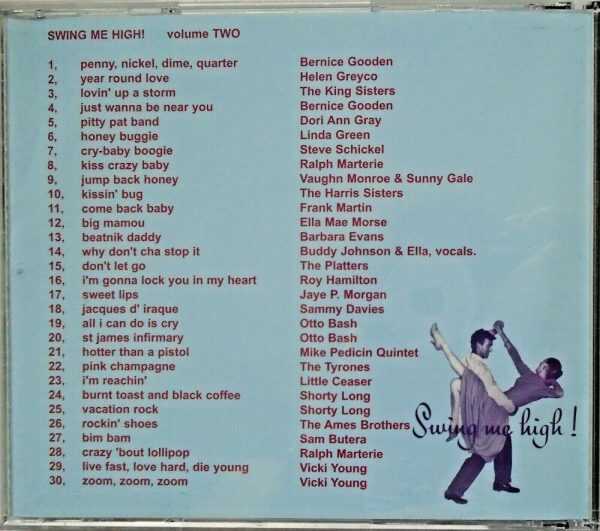 SWING ME HIGH! volume TWO
1, penny, nickel, dime, quarter Bernice Gooden
2, year round love Helen Greyco
3, lovin' up a storm The King Sisters
4, just wanna be near you Bernice Gooden
5, pitty pat band Dori Ann Gray
6, honey buggie Linda Green
7, cry-baby boogie Steve Schickel
8, kiss crazy baby Ralph Marterie
9, jump back honey Vaughn Monroe & Sunny Gale
10, kissin' bug The Harris Sisters
11, come back baby Frank Martin
12, big mamou Ella Mae Morse
13, beatnik daddy Barbara Evans
14, why don't cha stop it Buddy Johnson & Ella, vocals.
15, don't let go The Platters
16, i'm gonna lock you in my heart Roy Hamilton
17, sweet lips Jaye P. Morgan
18, jacques d' iraque Sammy Davies
19, all i can do is cry Otto Bash
20, st james infirmary Otto Bash
21, hotter than a pistol Mike Pedicin Quintet
22, pink champagne The Tyrones
23, i'm reachin' Little Ceaser
24, burnt toast and black coffee Shorty Long
25, vacation rock Shorty Long
26, rockin' shoes The Ames Brothers
27, bim bam Sam Butera
28, crazy 'bout lollipop Ralph Marterie
29, live fast, love hard, die young Vicki Young
30, zoom, zoom, zoom Vicki Young
Swing me high!